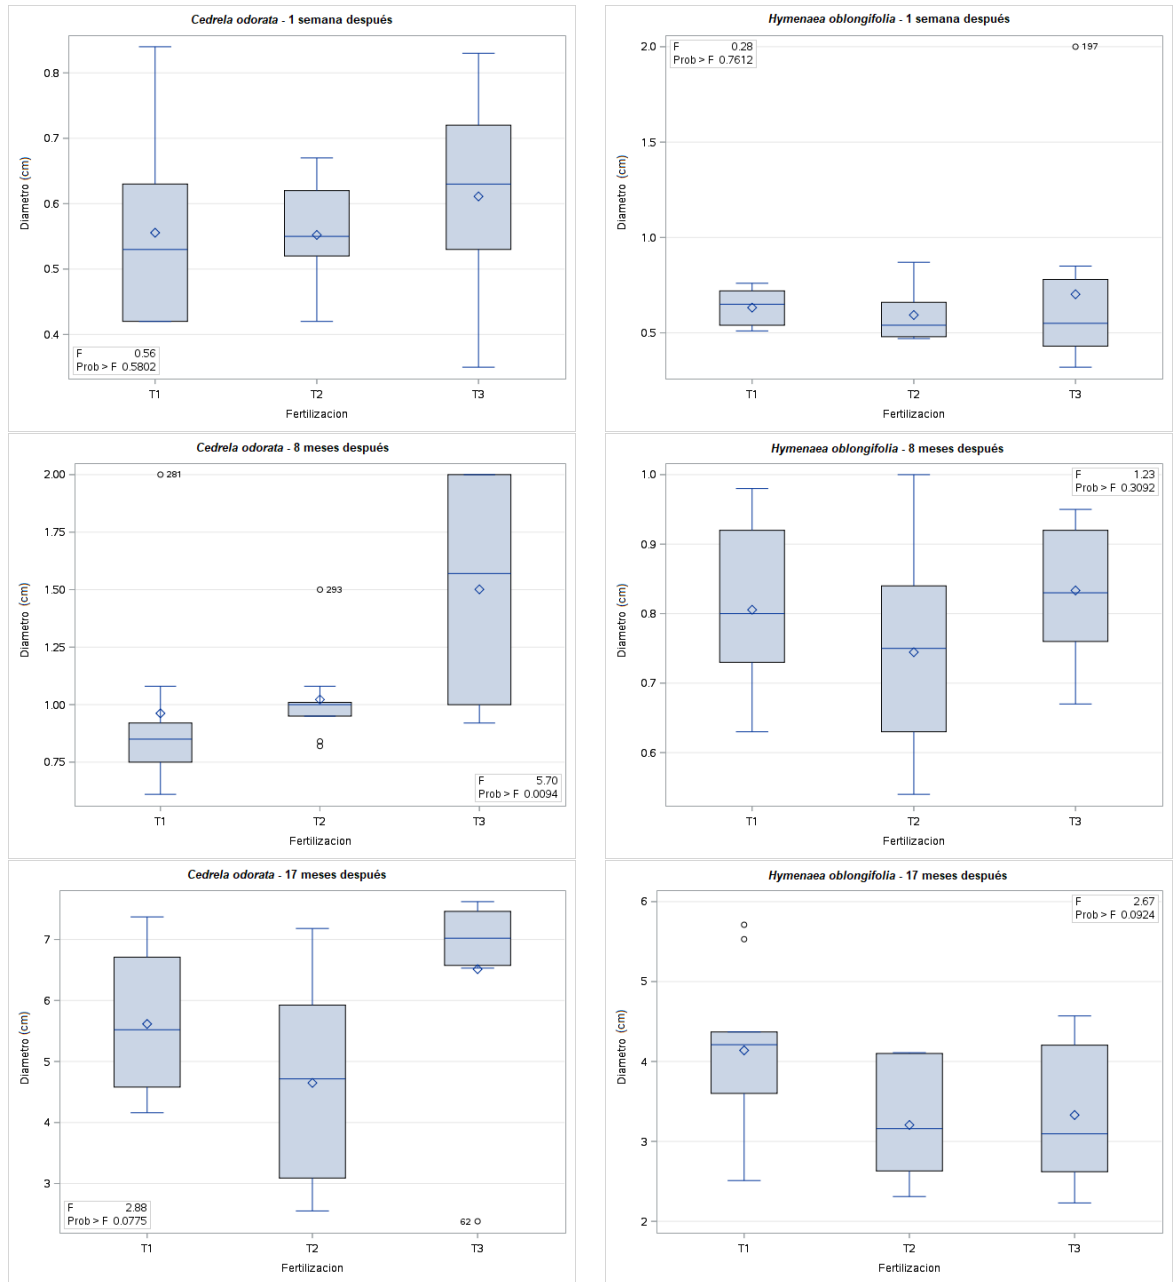 Cedrela odorata - 1 semana después
0.8
0.7
0.6
0.5
0.4
Diametro (cm)
F 0.56
Prob > F 0.5802
T1 T2 T3
Fertilizacion
Hymenaea oblongifolia - 1 semana después
F 0.28
Prob > F 0.7612
197
2.0
1.5
1.0
0.5
Diametro (cm)
T1 T2 T3
Fertilizacion
Cedrela odorata - 8 meses después
2.00
1.75
1.50
1.25
1.00
0.75
Diametro (cm)
281
293
F 5.70
Prob > F 0.0094
T1 T2 T3
Fertilizacion
Hymenaea oblongifolia - 8 meses después
F 1.23
Prob > F 0.3092
1.0
0.9
0.8
0.7
0.6
Diametro (cm)
T1 T2 T3
Fertilizacion
Cedrela odorata - 17 meses después
7
6
5
4
3
Diametro (cm)
F 2.88
Prob > F 0.0775
62
T1 T2 T3
Fertilizacion
Hymenaea oblongifolia - 17 meses después
F 2.67
Prob > F 0.0924
6
5
4
3
2
Diametro (cm)
T1 T2 T3
Fertilizacion